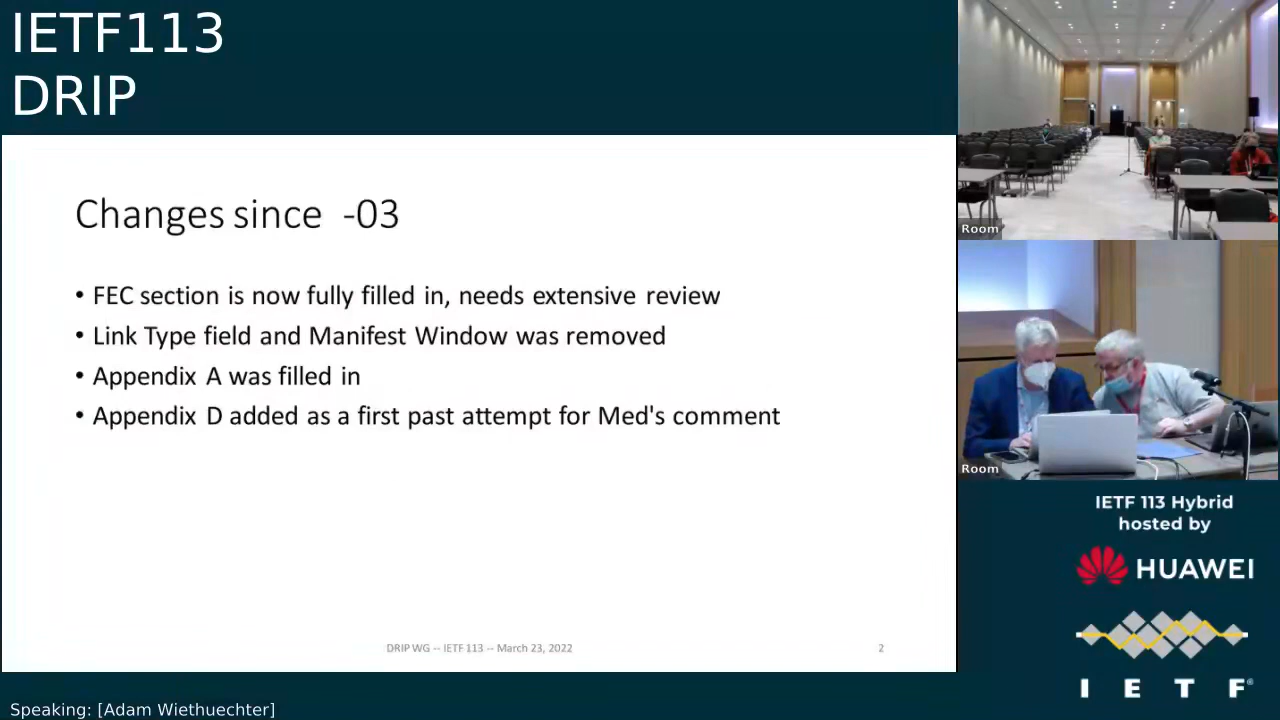 IETF113
DRIP
Changes since -03
• FEC section is now fully filled in, needs extensive review
• Link Type field and Manifest Window was removed
• Appendix A was filled in
• Appendix D added as a first past attempt for Med's comment
DRIP WG -- IETF 113 -- March 23, 2022
2
Room
Room
IETF 113 Hybrid
hosted by
HUAWEI
I E T F®
Speaking: [Adam Wiethuechter]